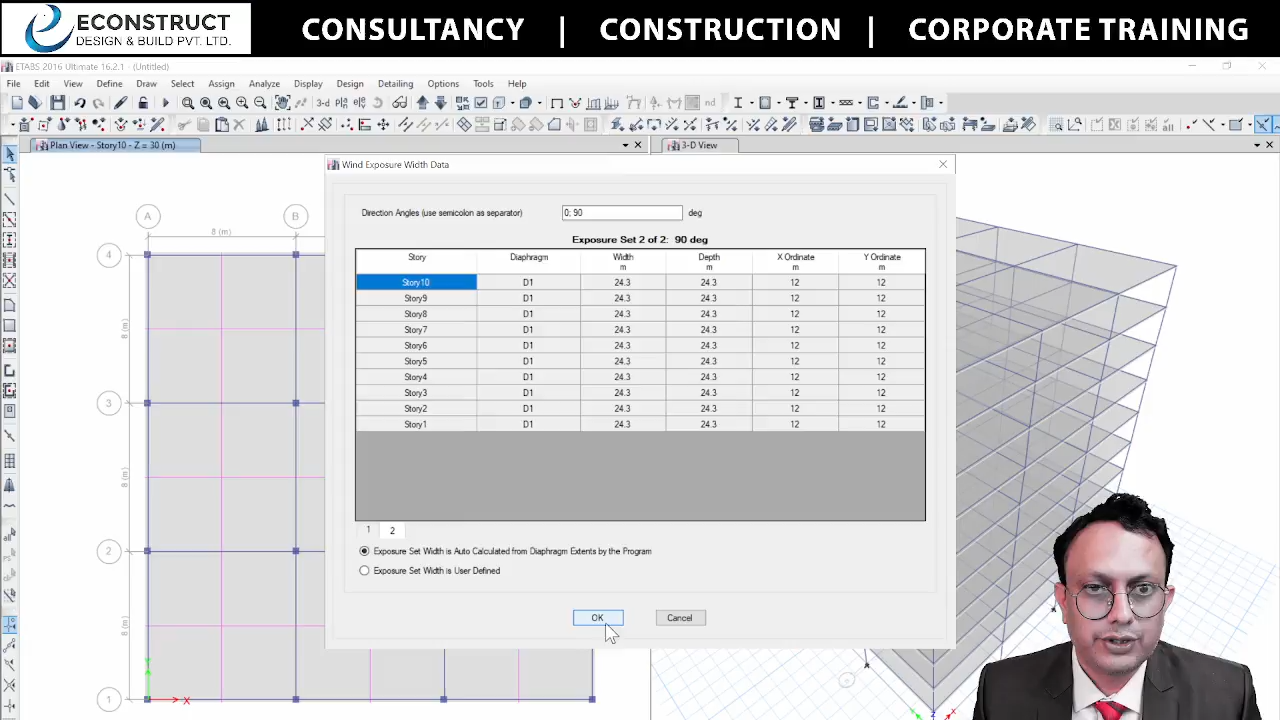 ECONSTRUCT
DESIGN & BUILD PVT. LTD.
CONSULTANCY | CONSTRUCTION | CORPORATE TRAINING
ETABS 2016 Ultimate 16.2.1 - (Untitled)
File Edit View Define Draw Select Assign Analyze Display Design Detailing Options Tools Help
3-d
nd
all
Plan View - Story10 - Z = 30 (m)
3-D View
Wind Exposure Width Data
Direction Angles (use semicolon as separator) 0; 90 deg
Exposure Set 2 of 2: 90 deg
Story Diaphragm Width Depth X Ordinate Y Ordinate
m m m m
Story10 D1 24.3 24.3 12 12
Story9 D1 24.3 24.3 12 12
Story8 D1 24.3 24.3 12 12
Story7 D1 24.3 24.3 12 12
Story6 D1 24.3 24.3 12 12
Story5 D1 24.3 24.3 12 12
Story4 D1 24.3 24.3 12 12
Story3 D1 24.3 24.3 12 12
Story2 D1 24.3 24.3 12 12
Story1 D1 24.3 24.3 12 12
1 2
Exposure Set Width is Auto Calculated from Diaphragm Extents by the Program
Exposure Set Width is User Defined
OK Cancel
A B
8 (m)
4
8 (m)
3
8 (m)
2
8 (m)
1
Y
X
Y Z X